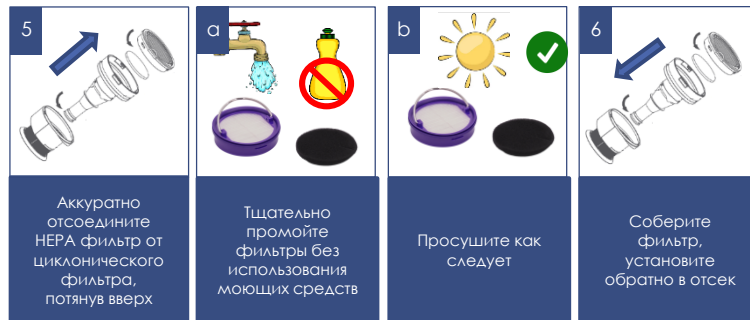 5
Аккуратно
отсоедините
HEPA фильтр от
циклонического
фильтра,
потянув вверх
a
Тщательно
промойте
фильтры без
использования
моющих средств
b
Просушите как
следует
6
Соберите
фильтр,
установите
обратно в отсек